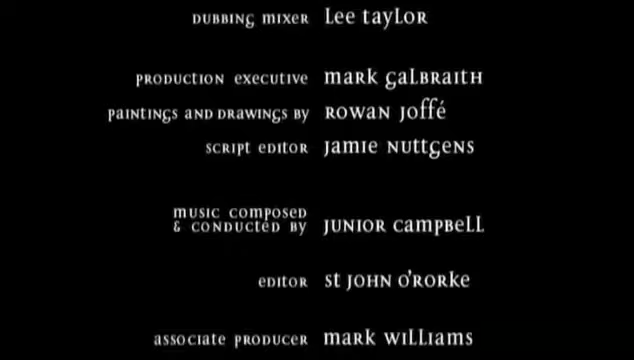 DUBBING MIXER Lee tayLOR
PRODUCTION executive mark gaLBRAITH
PAINTINGS AND DRAWINGS BY ROWAN Joffé
SCRIPT EDITOR JAMIE NUTTGENS
MUSIC composed
& CONDUCTED BY JUNIOR CAMPBELL
EDITOR St JOHN O'RORKE
ASSOCIATE PRODUCER MARK WILLIAMS